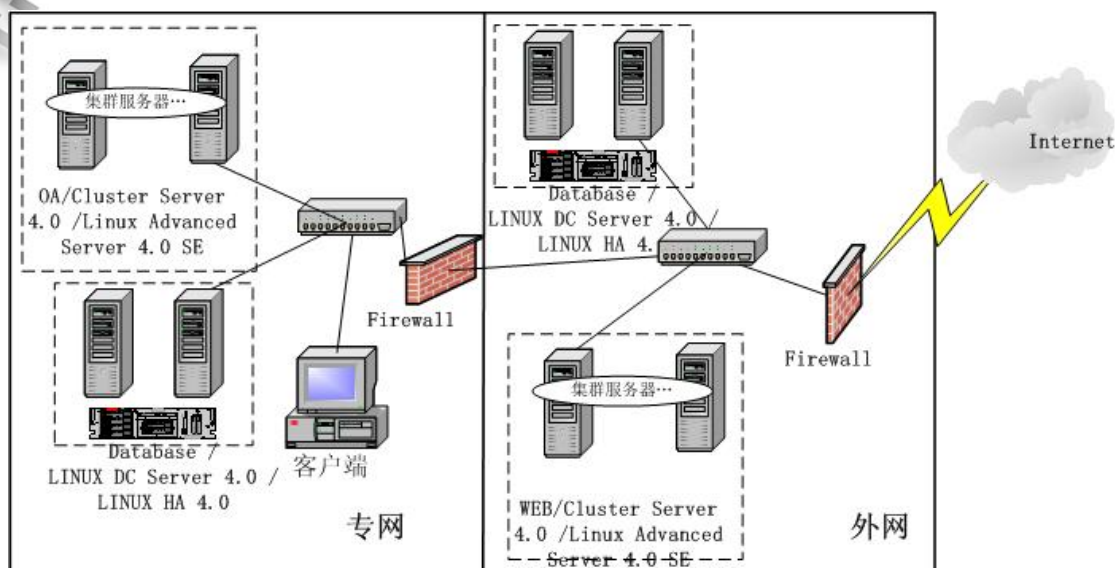 集群服务器…
OA/Cluster Server
4.0 /Linux Advanced
Server 4.0 SE
Firewall
Database /
LINUX DC Server 4.0 /
LINUX HA 4.0
客户端
专网
Database /
LINUX DC Server 4.0 /
LINUX HA 4.
Internet
Firewall
集群服务器…
WEB/Cluster Server
4.0 /Linux Advanced
Server 4.0 SE
外网